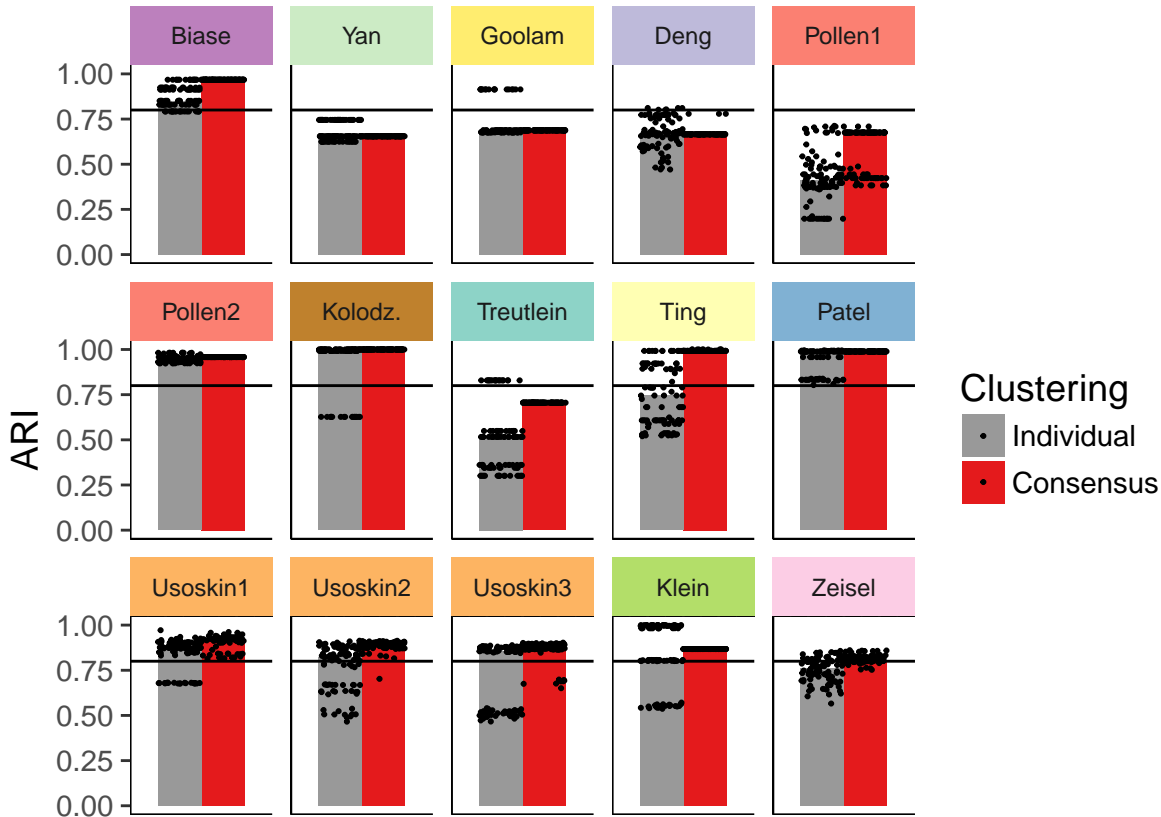 Biase Yan Goolam Deng Pollen1
1.00
0.75
0.50
0.25
0.00
Pollen2 Kolodz. Treutlein Ting Patel
1.00
0.75
0.50
0.25
0.00
Usoskin1 Usoskin2 Usoskin3 Klein Zeisel
1.00
0.75
0.50
0.25
0.00
ARI
Clustering
Individual
Consensus